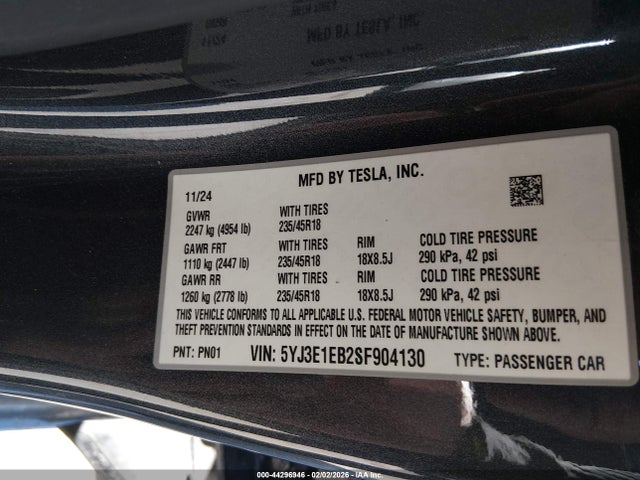 MFD BY TESLA, INC.
11/24
GVWR WITH TIRES
2247 kg (4954 lb) 235/45R18
GAWR FRT WITH TIRES RIM COLD TIRE PRESSURE
1110 kg (2447 lb) 235/45R18 18X8.5J 290 kPa, 42 psi
GAWR RR WITH TIRES RIM COLD TIRE PRESSURE
1260 kg (2778 lb) 235/45R18 18X8.5J 290 kPa, 42 psi
THIS VEHICLE CONFORMS TO ALL APPLICABLE U.S. FEDERAL MOTOR VEHICLE SAFETY, BUMPER, AND
THEFT PREVENTION STANDARDS IN EFFECT ON THE DATE OF MANUFACTURE SHOWN ABOVE.
PNT: PN01 VIN: 5YJ3E1EB2SF904130 TYPE: PASSENGER CAR
000-44296946 - 02/02/2026 - IAA Inc.